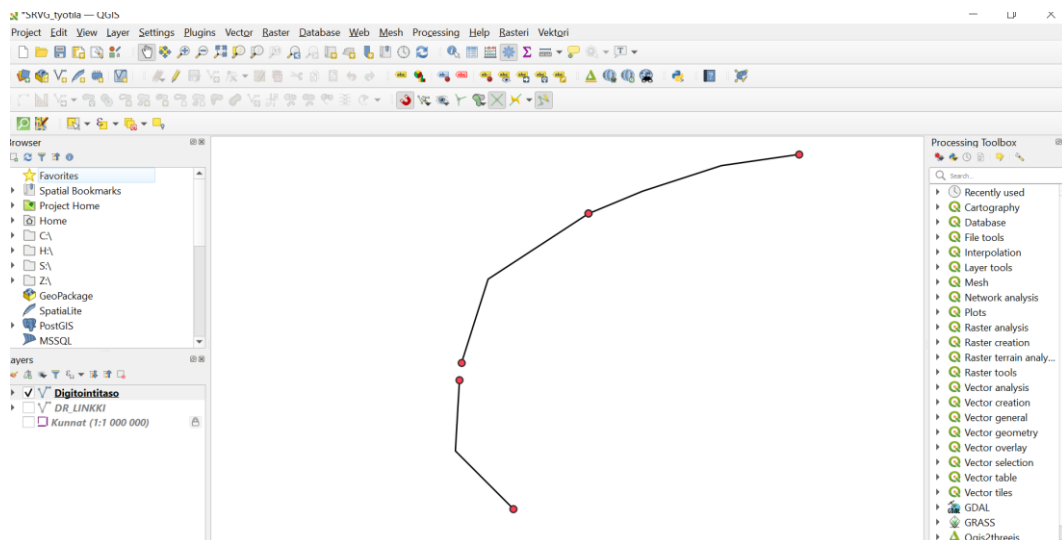 *SRVG_tyotila — QGIS
Project Edit View Layer Settings Plugins Vector Raster Database Web Mesh Processing Help Rasteri Vektori
Browser
Favorites
Spatial Bookmarks
Project Home
Home
C:\
H:\
S:\
Z:\
GeoPackage
SpatiaLite
PostGIS
MSSQL
ayers
Digitointitaso
DR_LINKKI
Kunnat (1:1 000 000)
Processing Toolbox
Search...
Recently used
Cartography
Database
File tools
Interpolation
Layer tools
Mesh
Network analysis
Plots
Raster analysis
Raster creation
Raster terrain analy...
Raster tools
Vector analysis
Vector creation
Vector general
Vector geometry
Vector overlay
Vector selection
Vector table
Vector tiles
GDAL
GRASS
Qgis2threejs